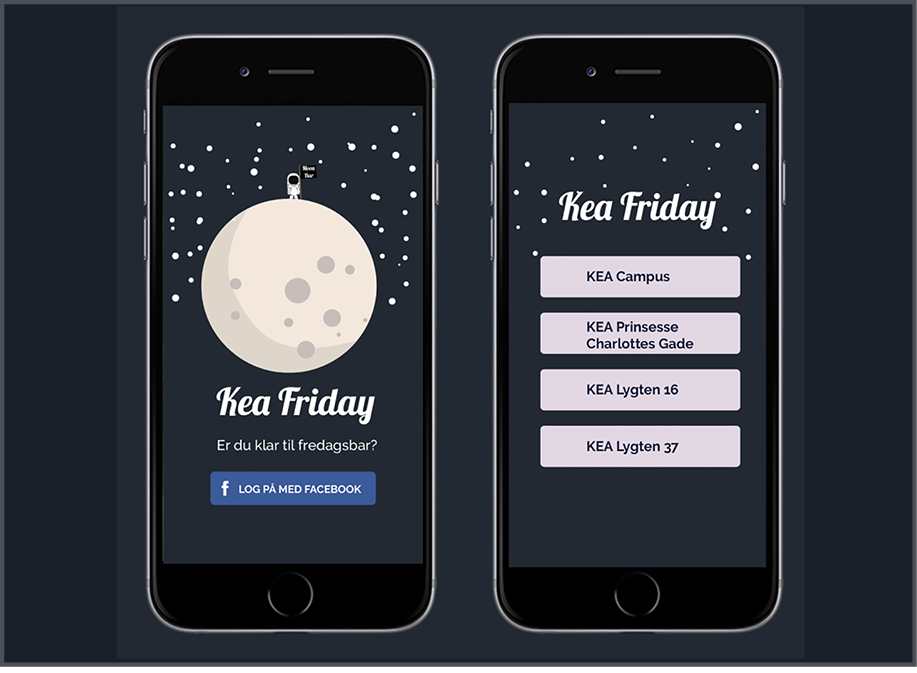 Moon
Bar
Kea Friday
Er du klar til fredagsbar?
f LOG PÅ MED FACEBOOK
Kea Friday
KEA Campus
KEA Prinsesse
Charlottes Gade
KEA Lygten 16
KEA Lygten 37